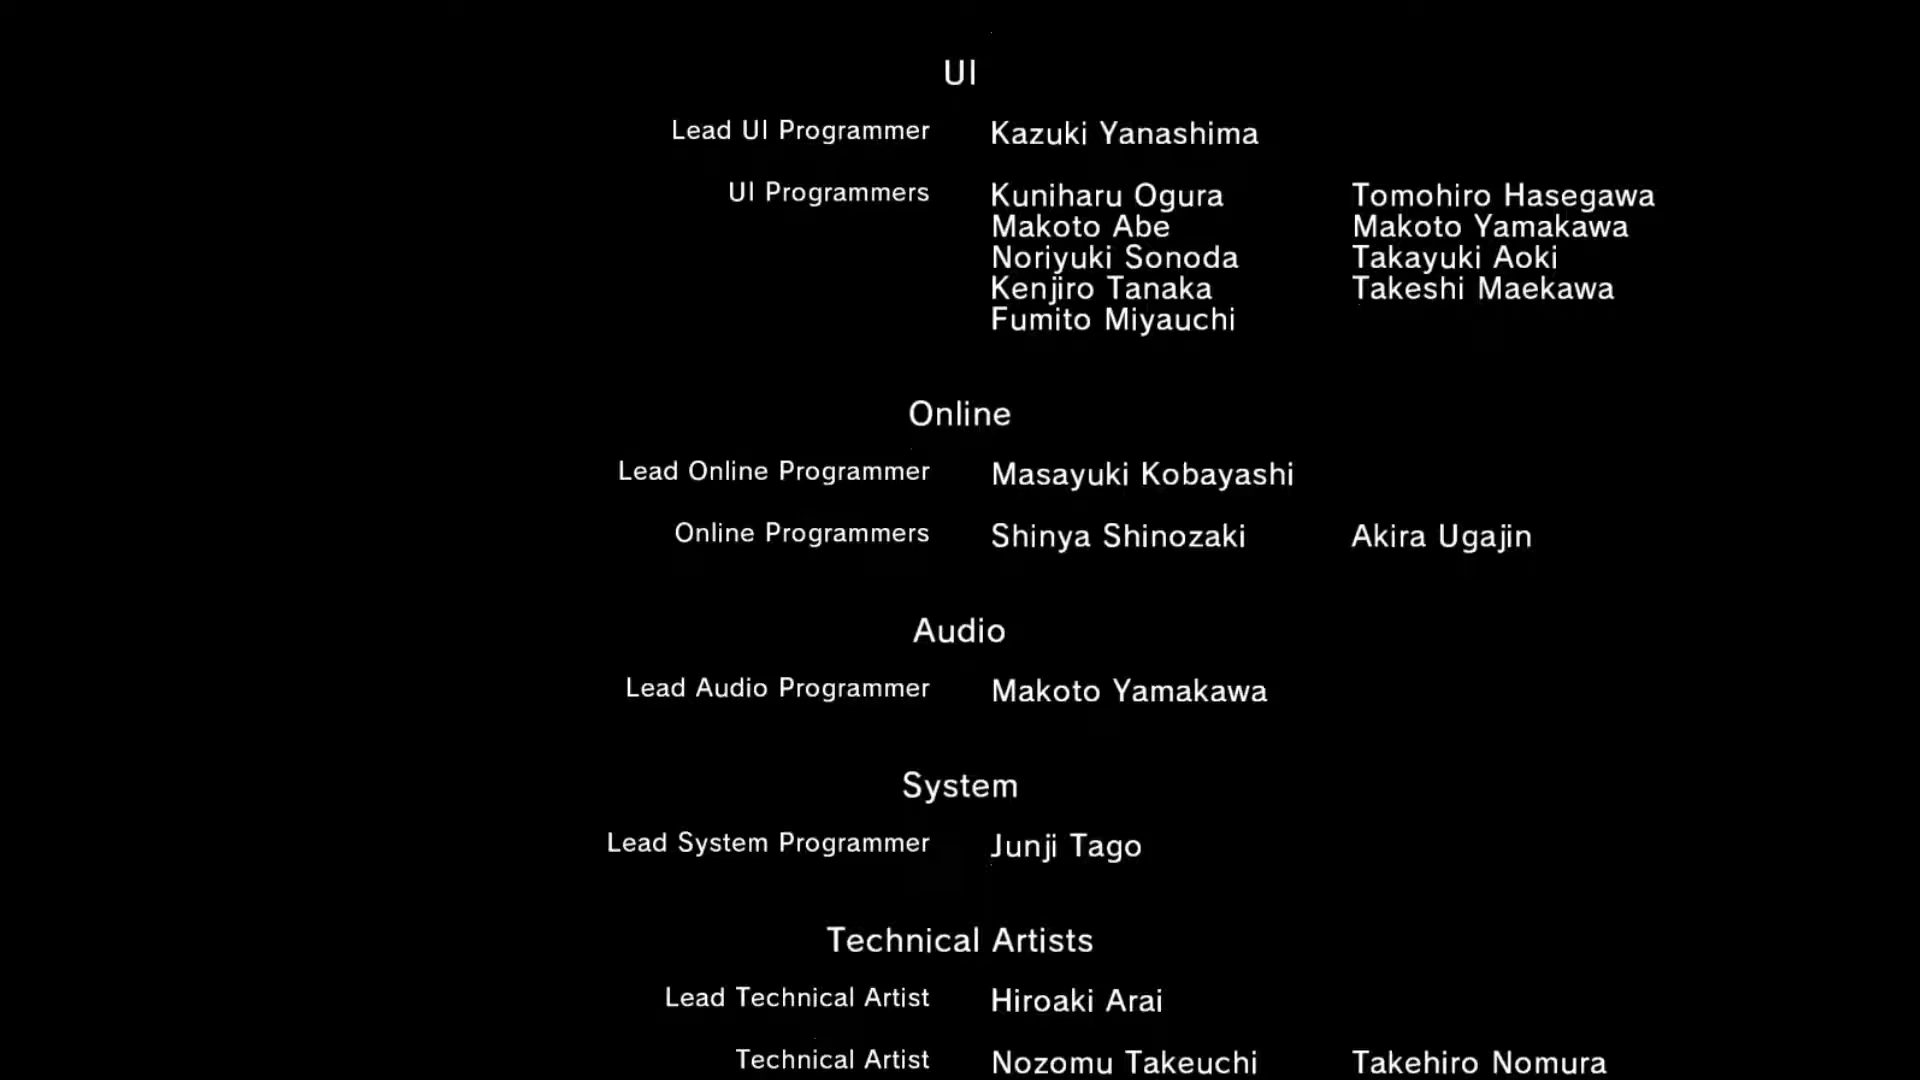 UI
Lead UI Programmer Kazuki Yanashima
UI Programmers Kuniharu Ogura Tomohiro Hasegawa
Makoto Abe Makoto Yamakawa
Noriyuki Sonoda Takayuki Aoki
Kenjiro Tanaka Takeshi Maekawa
Fumito Miyauchi
Online
Lead Online Programmer Masayuki Kobayashi
Online Programmers Shinya Shinozaki Akira Ugajin
Audio
Lead Audio Programmer Makoto Yamakawa
System
Lead System Programmer Junji Tago
Technical Artists
Lead Technical Artist Hiroaki Arai
Technical Artist Nozomu Takeuchi Takehiro Nomura